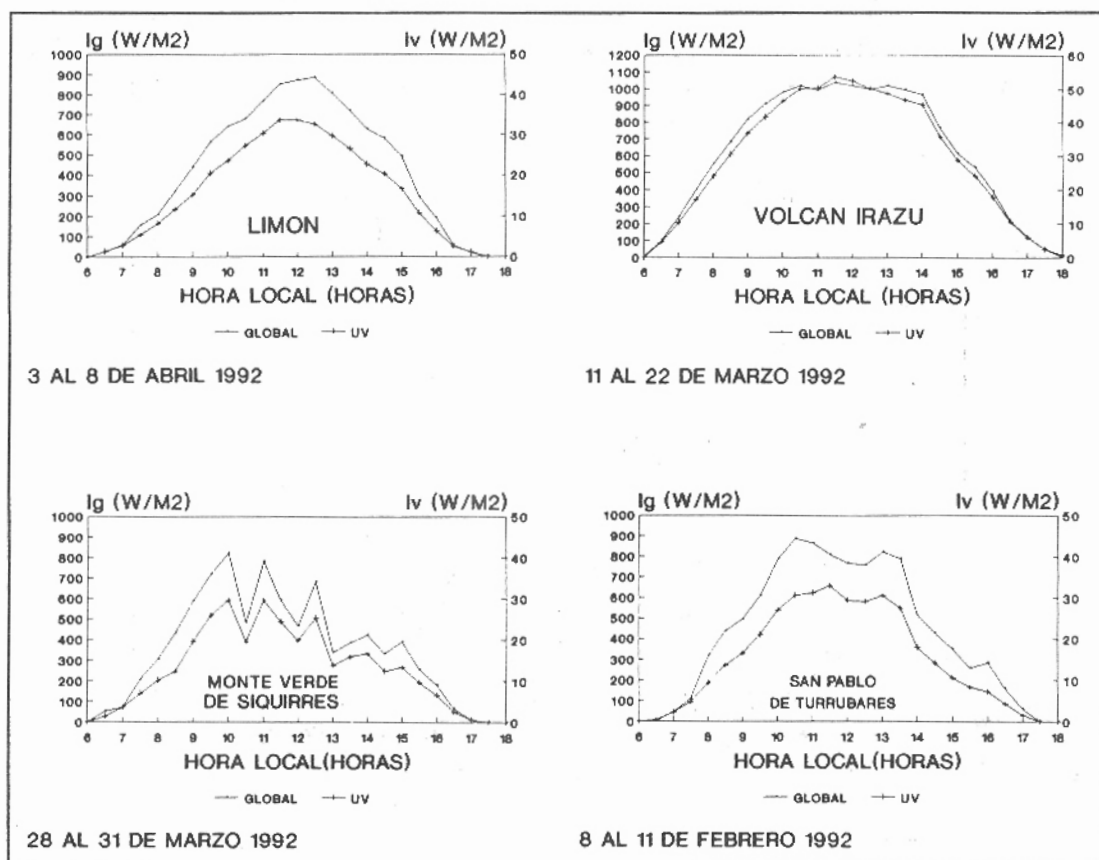 Ig (W/M2) Iv (W/M2)
1000
900
800
700
600
500
400
300
200
100
0
50
40
30
20
10
0
LIMON
6 7 8 9 10 11 12 13 14 15 16 17 18
HORA LOCAL (HORAS)
GLOBAL UV
3 AL 8 DE ABRIL 1992
Ig (W/M2) Iv (W/M2)
1200
1100
1000
900
800
700
600
500
400
300
200
100
0
60
50
40
30
20
10
0
VOLCAN IRAZU
6 7 8 9 10 11 12 13 14 15 16 17 18
HORA LOCAL (HORAS)
GLOBAL UV
11 AL 22 DE MARZO 1992
Ig (W/M2) Iv (W/M2)
1000
900
800
700
600
500
400
300
200
100
0
50
40
30
20
10
0
MONTE VERDE
DE SIQUIRRES
6 7 8 9 10 11 12 13 14 15 16 17 18
HORA LOCAL(HORAS)
GLOBAL UV
28 AL 31 DE MARZO 1992
Ig (W/M2) Iv (W/M2)
1000
900
800
700
600
500
400
300
200
100
0
50
40
30
20
10
0
SAN PABLO
DE TURRUBARES
6 7 8 9 10 11 12 13 14 15 16 17 18
HORA LOCAL(HORAS)
GLOBAL UV
8 AL 11 DE FEBRERO 1992